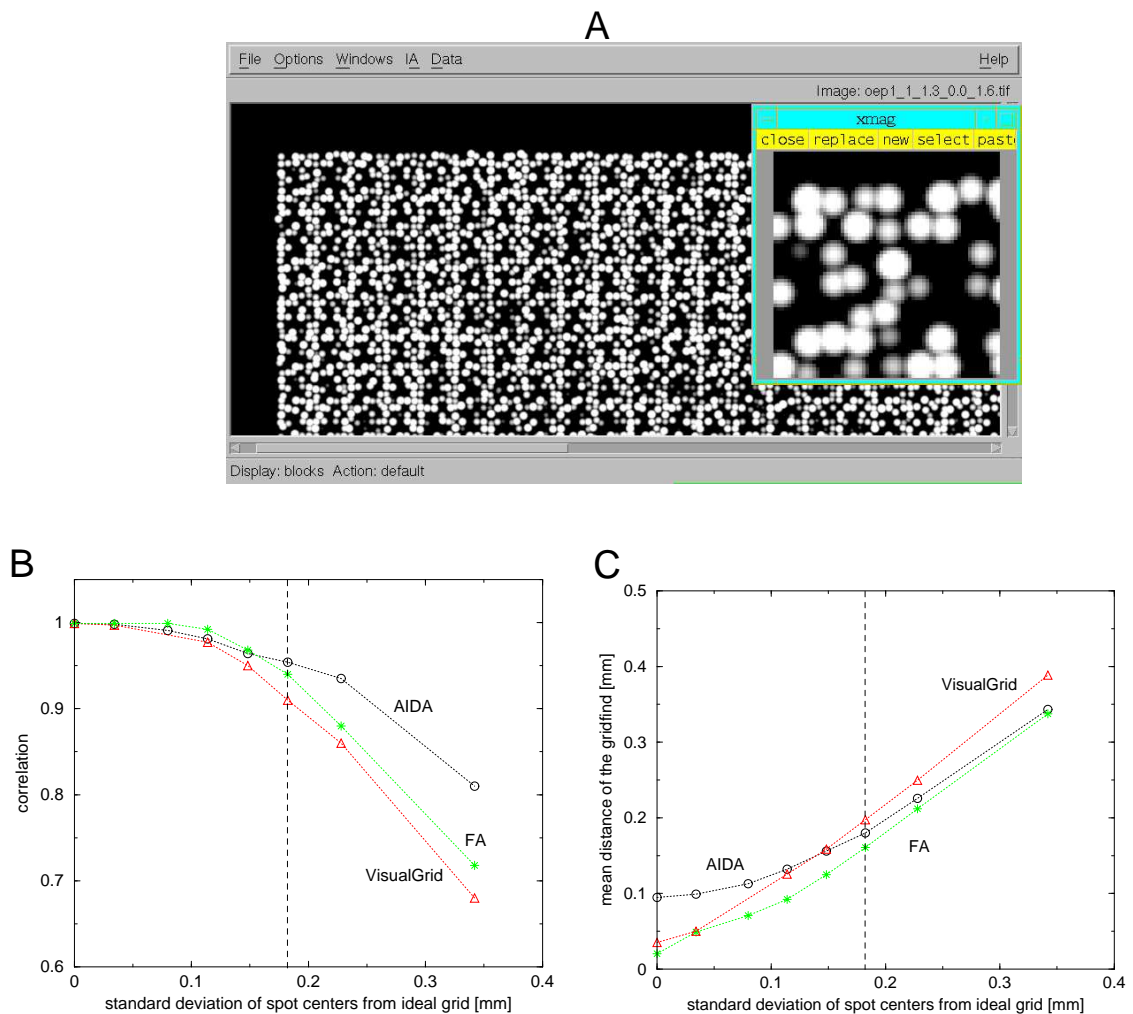 A
File Options Windows IA Data Help
Image: oep1_1_1.3_0.0_1.6.tif
xmag
close replace new select past
Display: blocks Action: default
B
1
0.9
0.8
0.7
0.6
0 0.1 0.2 0.3 0.4
correlation
standard deviation of spot centers from ideal grid [mm]
AIDA
FA
VisualGrid
C
0.5
0.4
0.3
0.2
0.1
0
0 0.1 0.2 0.3 0.4
mean distance of the gridfind [mm]
standard deviation of spot centers from ideal grid [mm]
VisualGrid
AIDA
FA